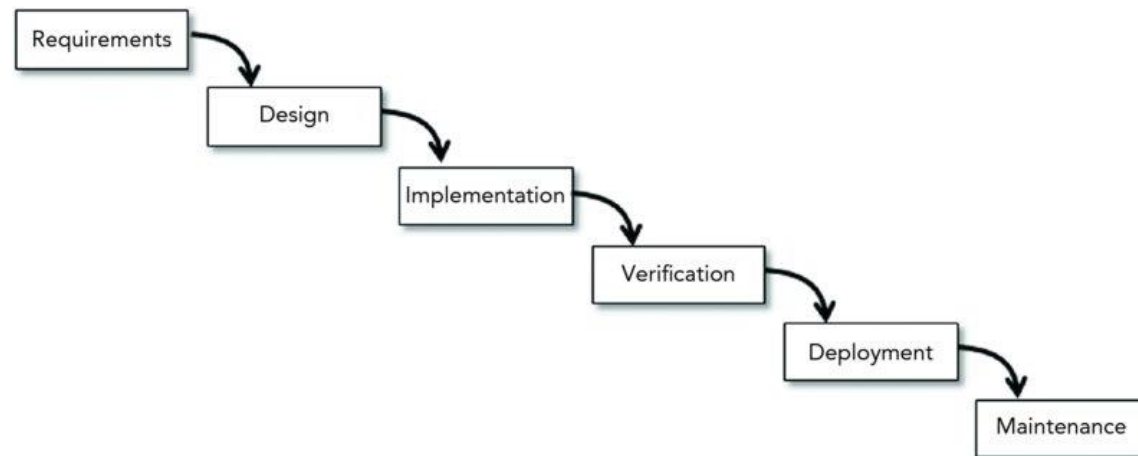 Requirements
Design
Implementation
Verification
Deployment
Maintenance